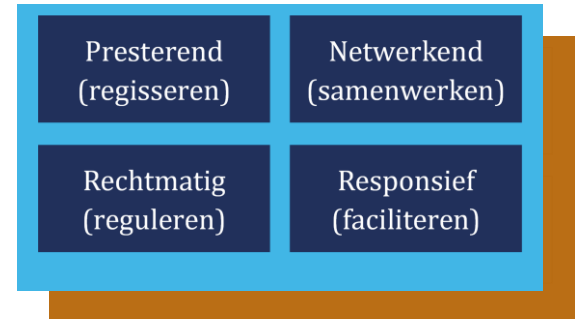 Presterend
(regisseren)
Netwerkend
(samenwerken)
Rechtmatig
(reguleren)
Responsief
(faciliteren)